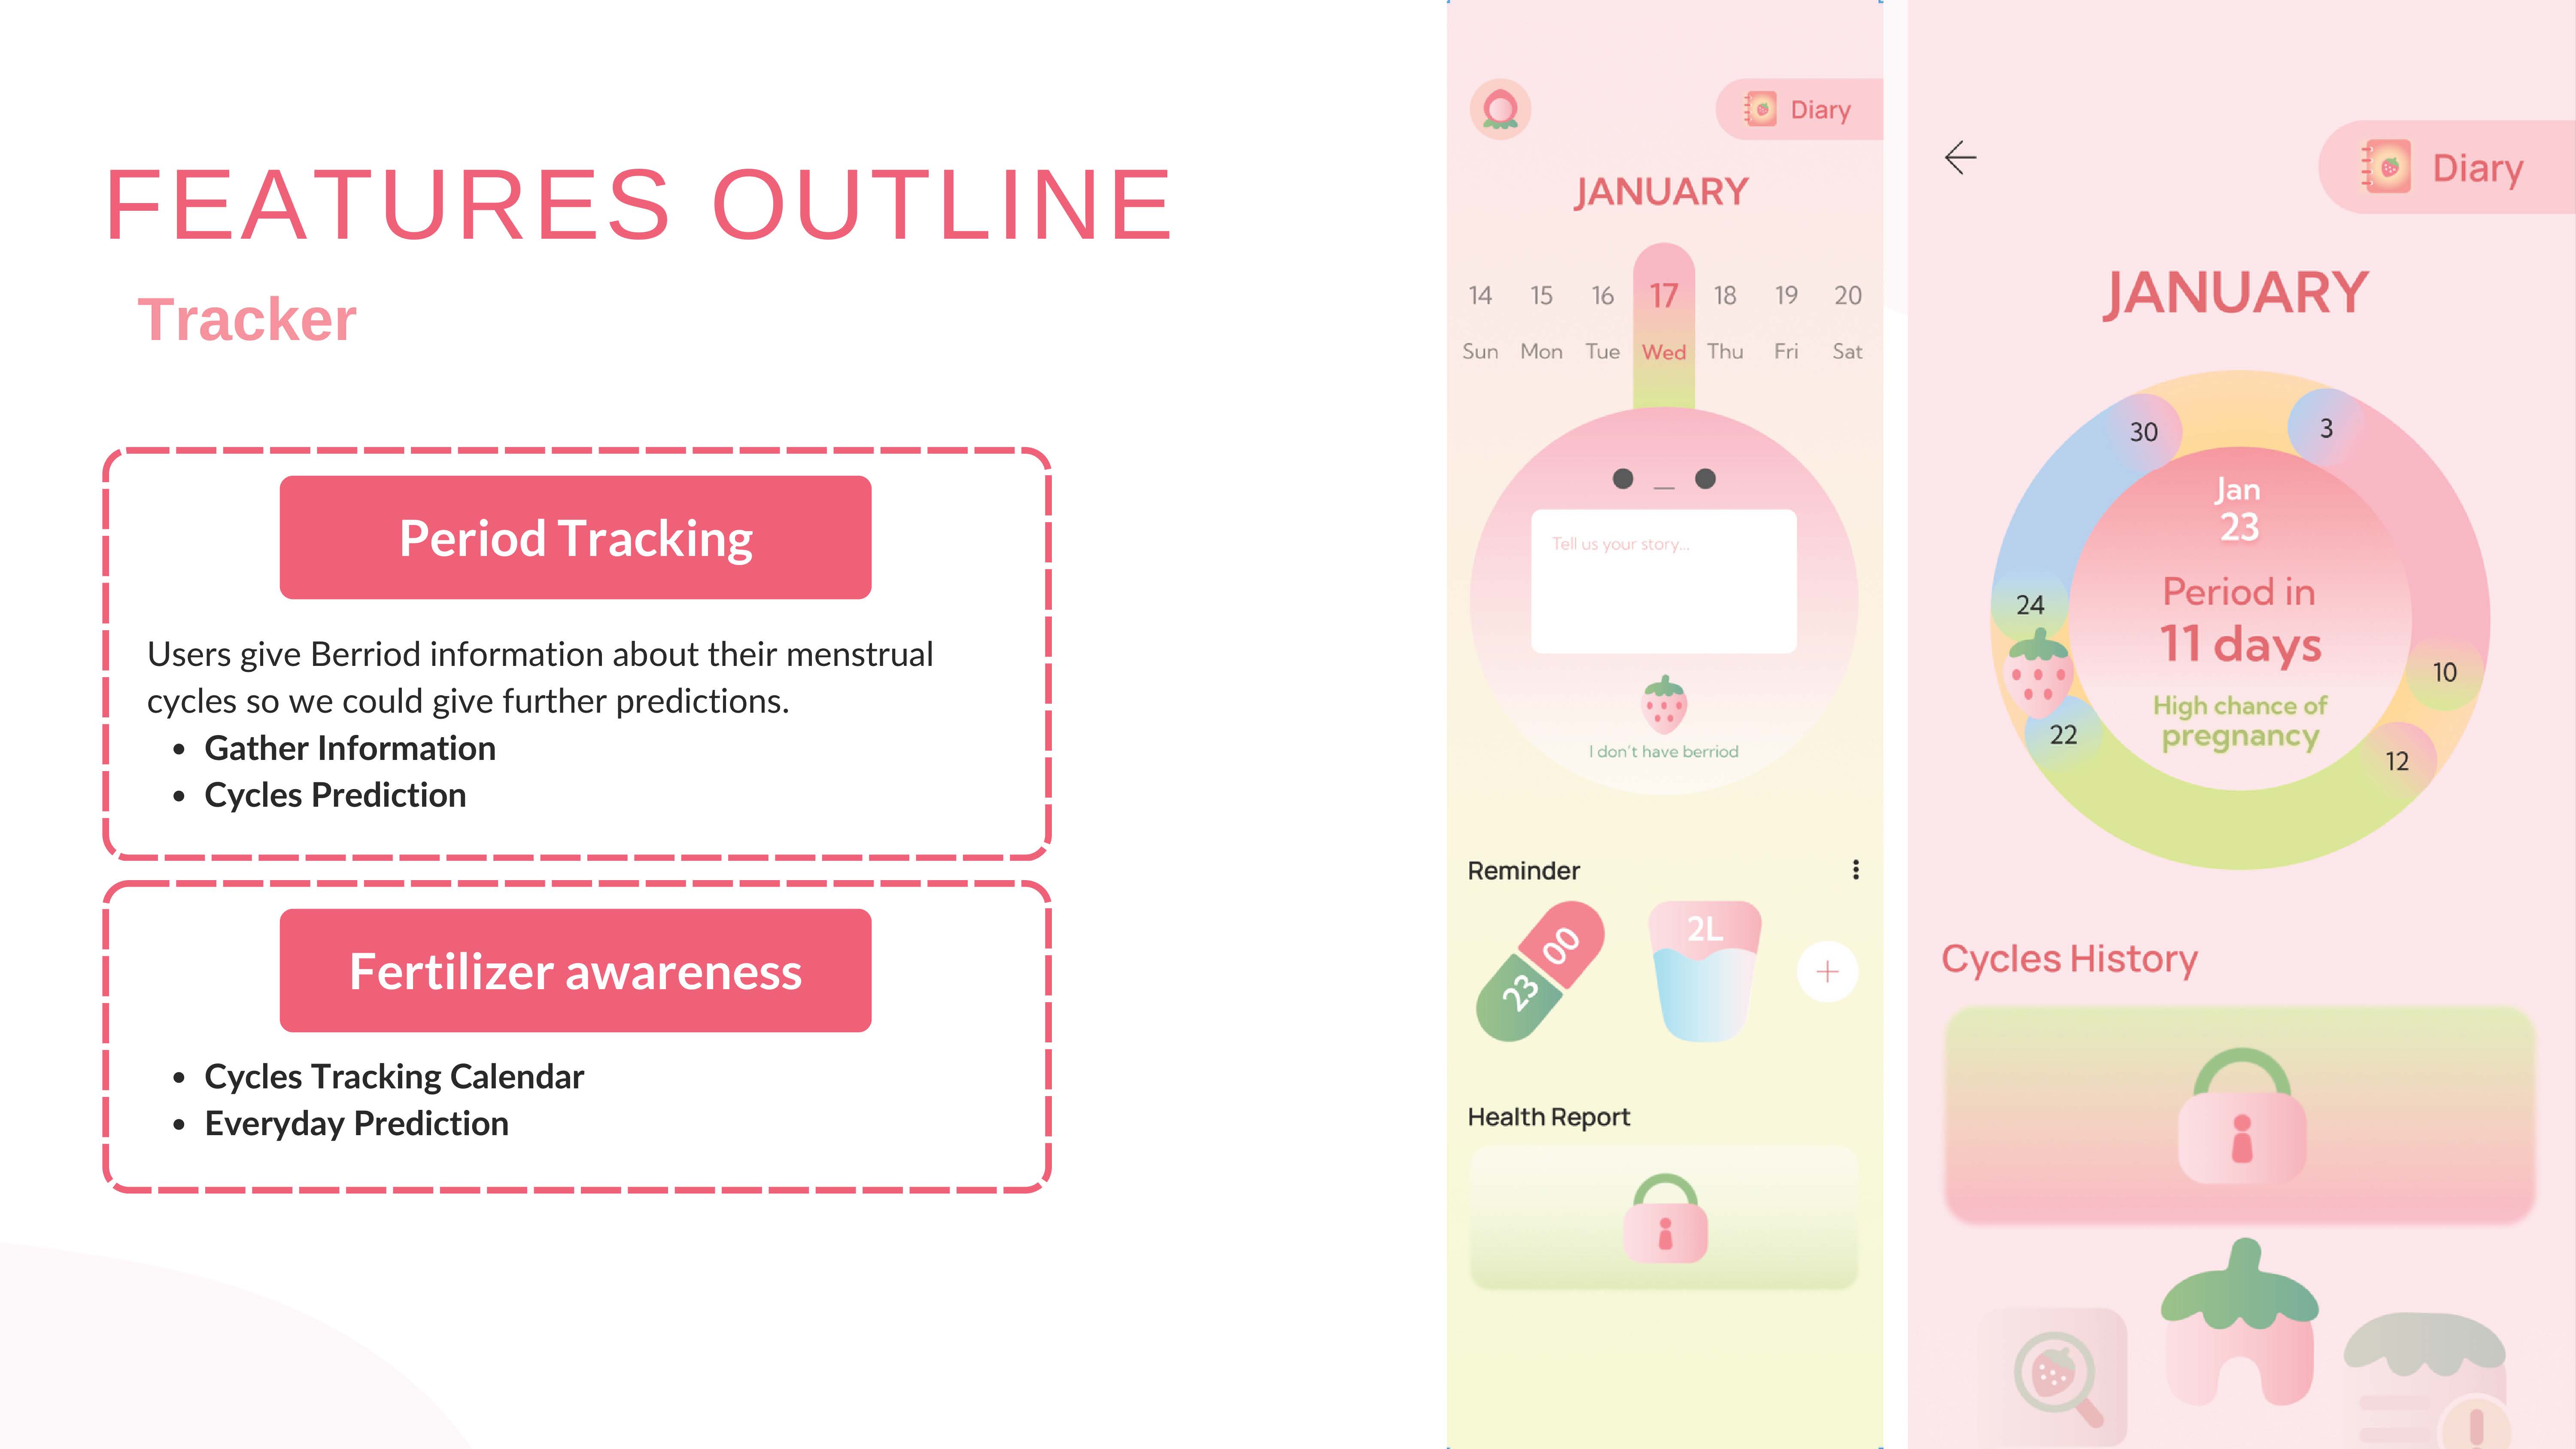 FEATURES OUTLINE
Tracker
Period Tracking
Users give Berriod information about their menstrual
cycles so we could give further predictions.
• Gather Information
• Cycles Prediction
Fertilizer awareness
• Cycles Tracking Calendar
• Everyday Prediction
Diary
JANUARY
14 15 16 17 18 19 20
Sun Mon Tue Wed Thu Fri Sat
Tell us your story...
I don't have berriod
Reminder
23 00
2L
+
Health Report
Diary
JANUARY
30
3
Jan
23
24
Period in
11 days
10
High chance of
pregnancy
22
12
Cycles History